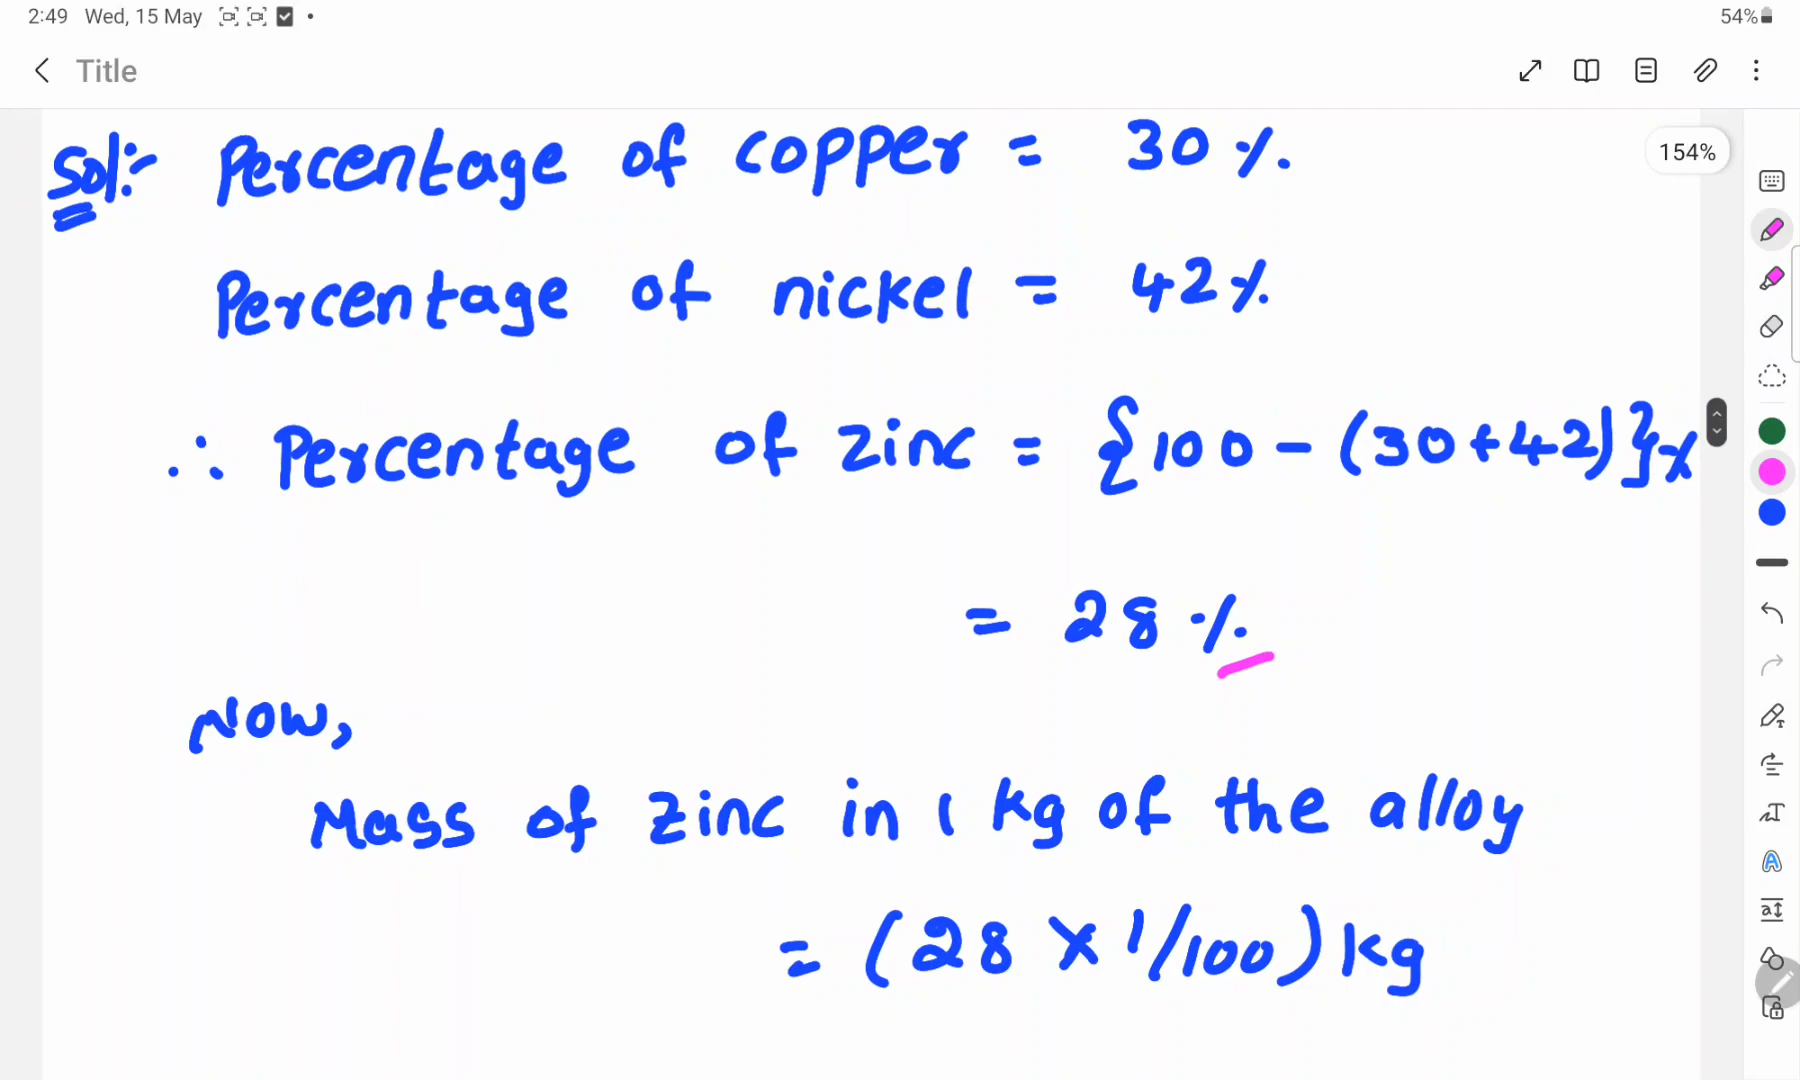 2:49 Wed, 15 May
54%
Title
154%
Sol:- Percentage of copper = 30 %.
Percentage of nickel = 42%.
∴ Percentage of zinc = {100 - (30+42)}%
= 28 %.
Now,
Mass of zinc in 1 kg of the alloy
= (28 × 1/100) kg